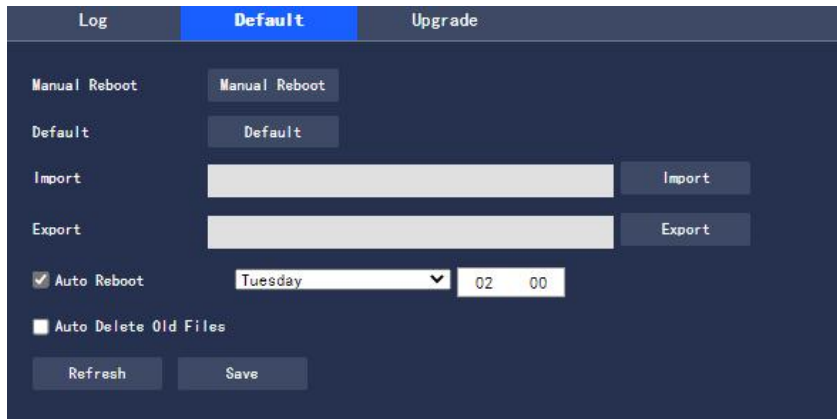 Log Default Upgrade
Manual Reboot Manual Reboot
Default Default
Import Import
Export Export
Auto Reboot Tuesday 02 00
Auto Delete Old Files
Refresh Save